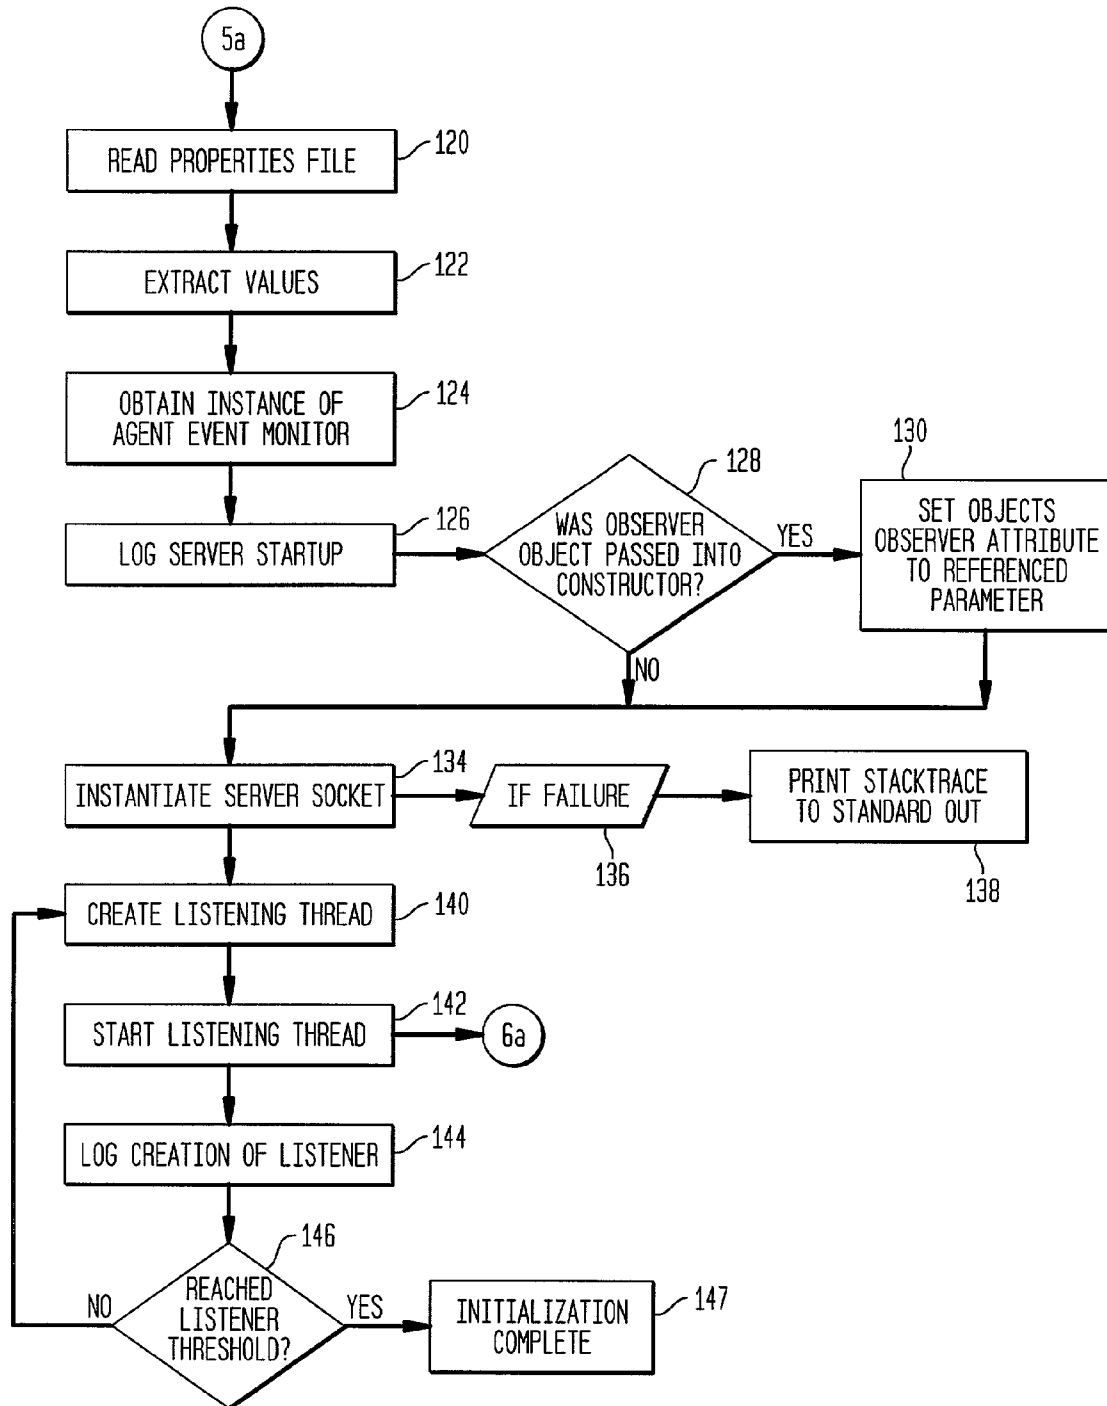 5a
READ PROPERTIES FILE
120
EXTRACT VALUES
122
OBTAIN INSTANCE OF
AGENT EVENT MONITOR
124
LOG SERVER STARTUP
126
WAS OBSERVER
OBJECT PASSED INTO
CONSTRUCTOR?
128
YES
NO
SET OBJECTS
OBSERVER ATTRIBUTE
TO REFERENCED
PARAMETER
130
INSTANTIATE SERVER SOCKET
134
IF FAILURE
136
PRINT STACKTRACE
TO STANDARD OUT
138
CREATE LISTENING THREAD
140
START LISTENING THREAD
142
6a
LOG CREATION OF LISTENER
144
REACHED
LISTENER
THRESHOLD?
146
NO
YES
INITIALIZATION
COMPLETE
147